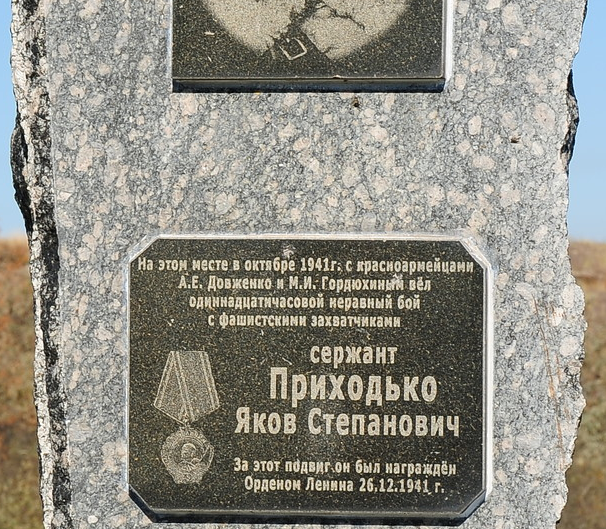 На этом месте в октябре 1941г. с красноармейцами
А.Е. Довженко и М.И. Гордюхиным вёл
одиннадцатичасовой неравный бой
с фашистскими захватчиками
сержант
Приходько
Яков Степанович
За этот подвиг он был награждён
Орденом Ленина 26.12.1941 г.